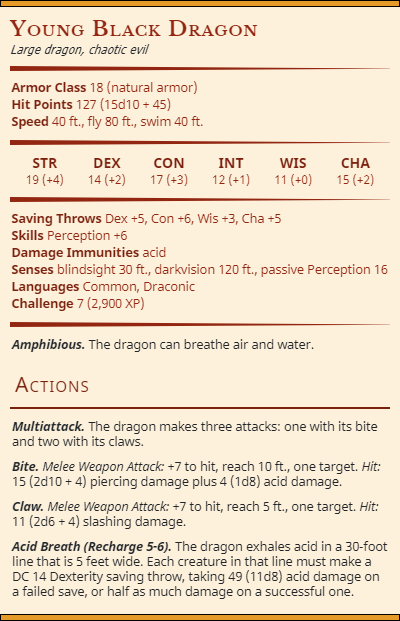 Young Black Dragon
Large dragon, chaotic evil
Armor Class 18 (natural armor)
Hit Points 127 (15d10 + 45)
Speed 40 ft., fly 80 ft., swim 40 ft.
STR DEX CON INT WIS CHA
19 (+4) 14 (+2) 17 (+3) 12 (+1) 11 (+0) 15 (+2)
Saving Throws Dex +5, Con +6, Wis +3, Cha +5
Skills Perception +6
Damage Immunities acid
Senses blindsight 30 ft., darkvision 120 ft., passive Perception 16
Languages Common, Draconic
Challenge 7 (2,900 XP)
Amphibious. The dragon can breathe air and water.
Actions
Multiattack. The dragon makes three attacks: one with its bite
and two with its claws.
Bite. Melee Weapon Attack: +7 to hit, reach 10 ft., one target. Hit:
15 (2d10 + 4) piercing damage plus 4 (1d8) acid damage.
Claw. Melee Weapon Attack: +7 to hit, reach 5 ft., one target. Hit:
11 (2d6 + 4) slashing damage.
Acid Breath (Recharge 5-6). The dragon exhales acid in a 30-foot
line that is 5 feet wide. Each creature in that line must make a
DC 14 Dexterity saving throw, taking 49 (11d8) acid damage on
a failed save, or half as much damage on a successful one.